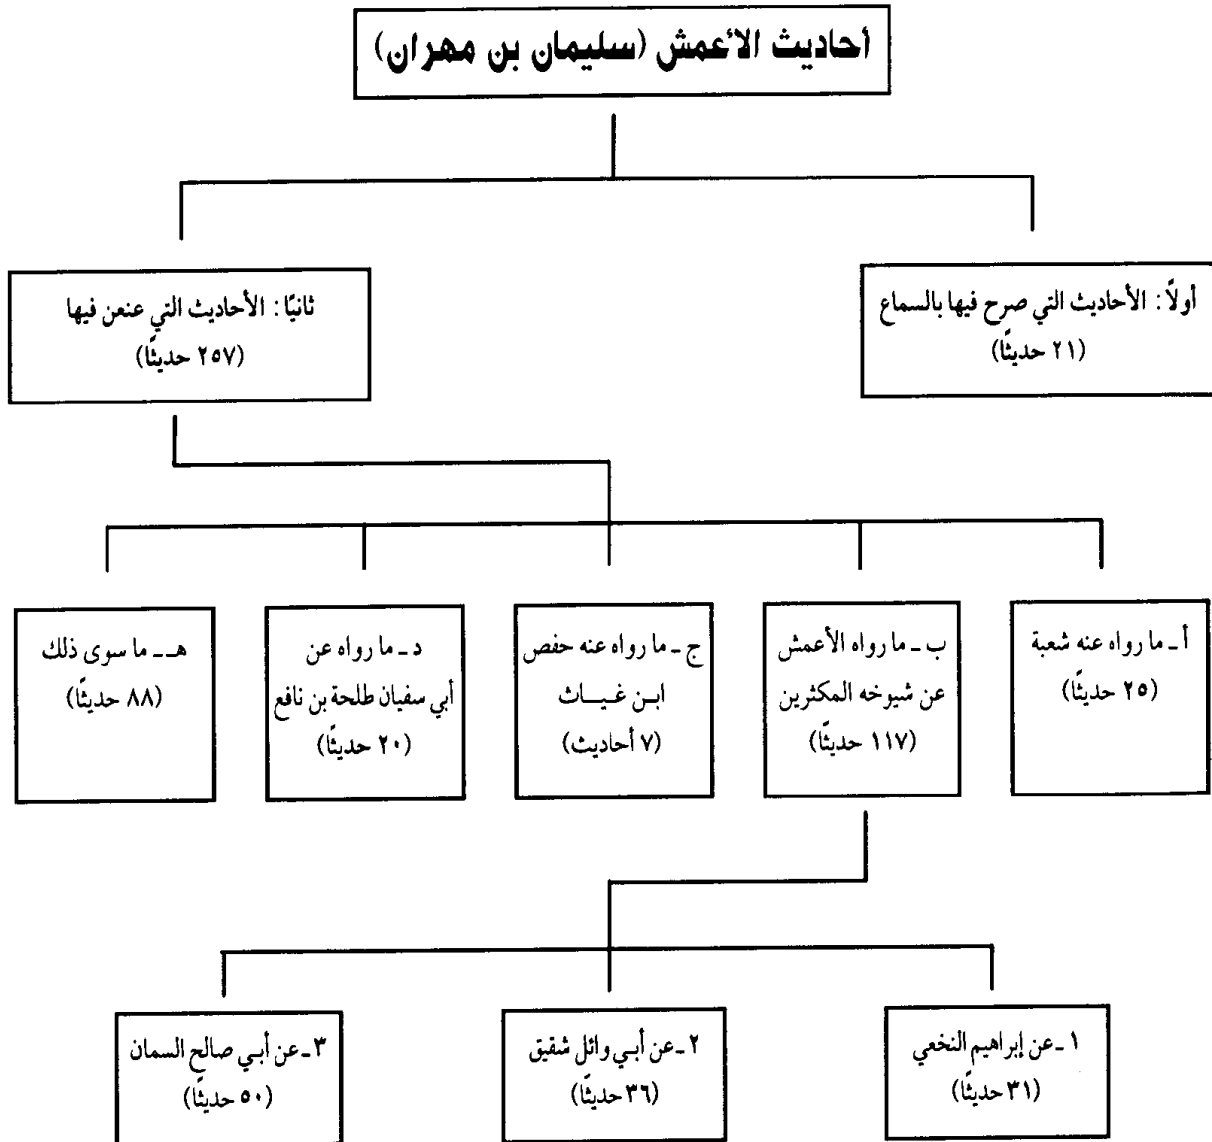 أحاديث الأعمش (سليمان بن مهران)
أولاً : الأحاديث التي صرح فيها بالسماع
(٢١ حديثًا)
ثانيًا : الأحاديث التي عنعن فيها
(٢٥٧ حديثًا)
أ ـ ما رواه عنه شعبة
(٢٥ حديثًا)
ب ـ ما رواه الأعمش
عن شيوخه المكثرين
(١١٧ حديثًا)
ج ـ ما رواه عنه حفص
ابن غياث
(٧ أحاديث)
د ـ ما رواه عن
أبي سفيان طلحة بن نافع
(٢٠ حديثًا)
هـ ـ ما سوى ذلك
(٨٨ حديثًا)
١ ـ عن إبراهيم النخعي
(٣١ حديثًا)
٢ ـ عن أبي وائل شقيق
(٣٦ حديثًا)
٣ ـ عن أبي صالح السمان
(٥٠ حديثًا)